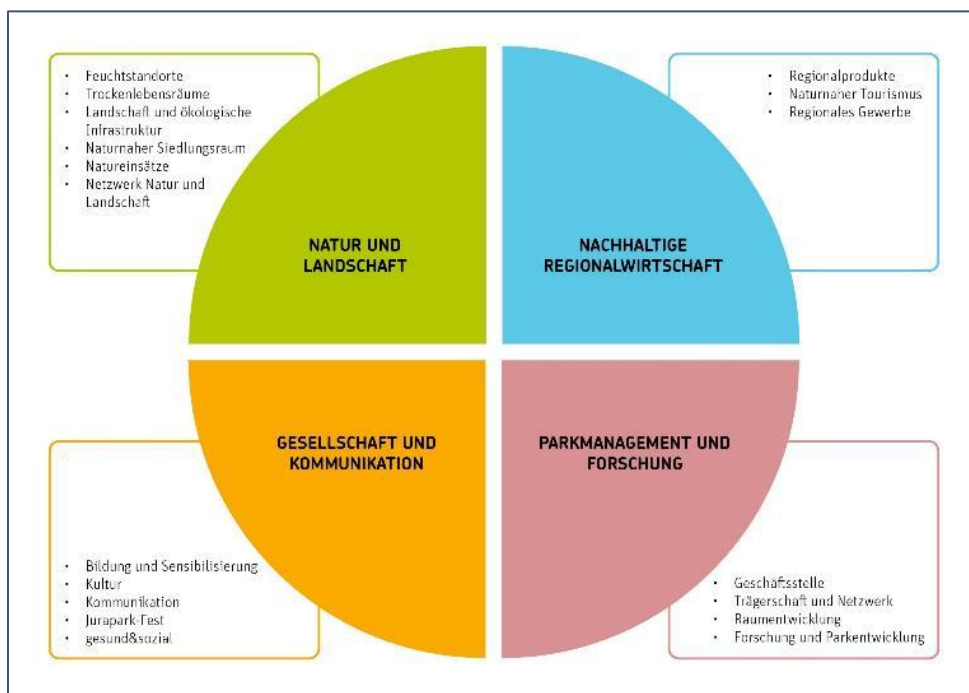 Feuchtstandorte
Trockenlebensräume
Landschaft und ökologische
Infrastruktur
Naturnaher Siedlungsraum
Natureinsätze
Netzwerk Natur und
Landschaft
NATUR UND
LANDSCHAFT
Regionalprodukte
Naturnaher Tourismus
Regionales Gewerbe
NACHHALTIGE
REGIONALWIRTSCHAFT
GESELLSCHAFT UND
KOMMUNIKATION
Bildung und Sensibilisierung
Kultur
Kommunikation
Jurapark-Fest
gesund&sozial
PARKMANAGEMENT UND
FORSCHUNG
Geschäftsstelle
Trägerschaft und Netzwerk
Raumentwicklung
Forschung und Parkentwicklung